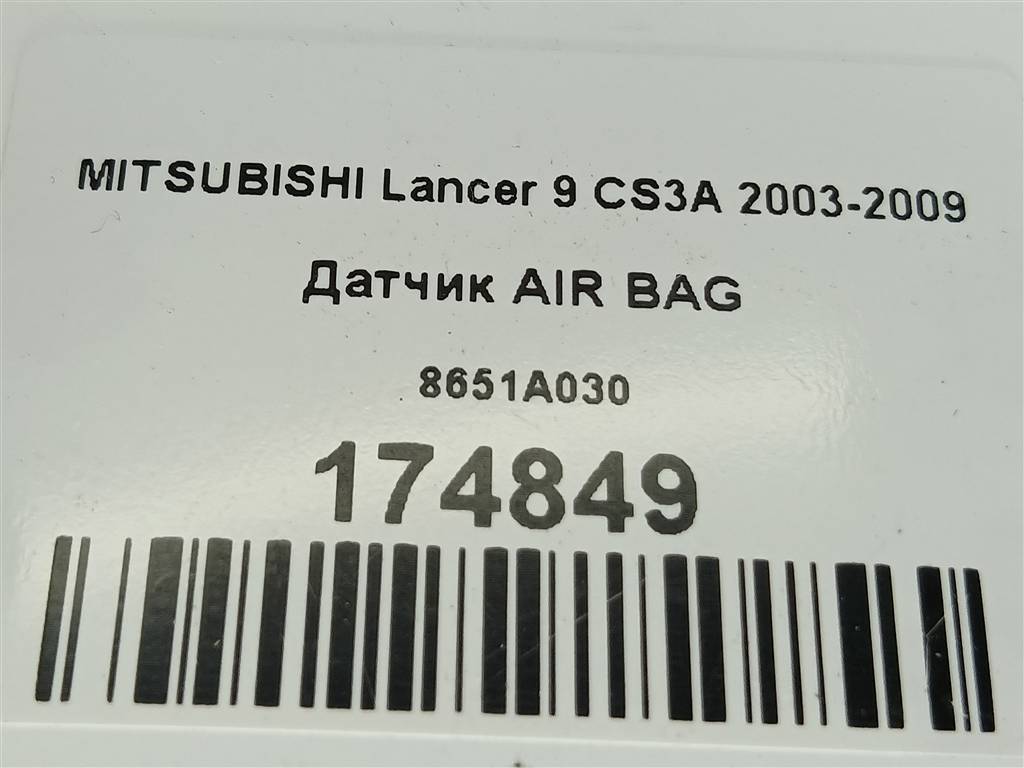 MITSUBISHI Lancer 9 CS3A 2003-2009
Датчик AIR BAG
8651A030
174849